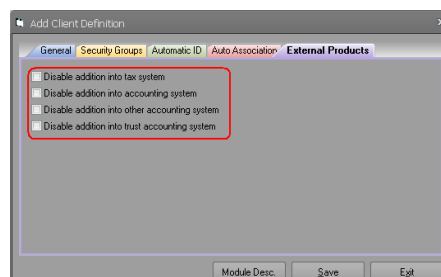 Add Client Definition
General Security Groups Automatic ID Auto Association External Products
Disable addition into tax system
Disable addition into accounting system
Disable addition into other accounting system
Disable addition into trust accounting system
Module Desc. Save Exit